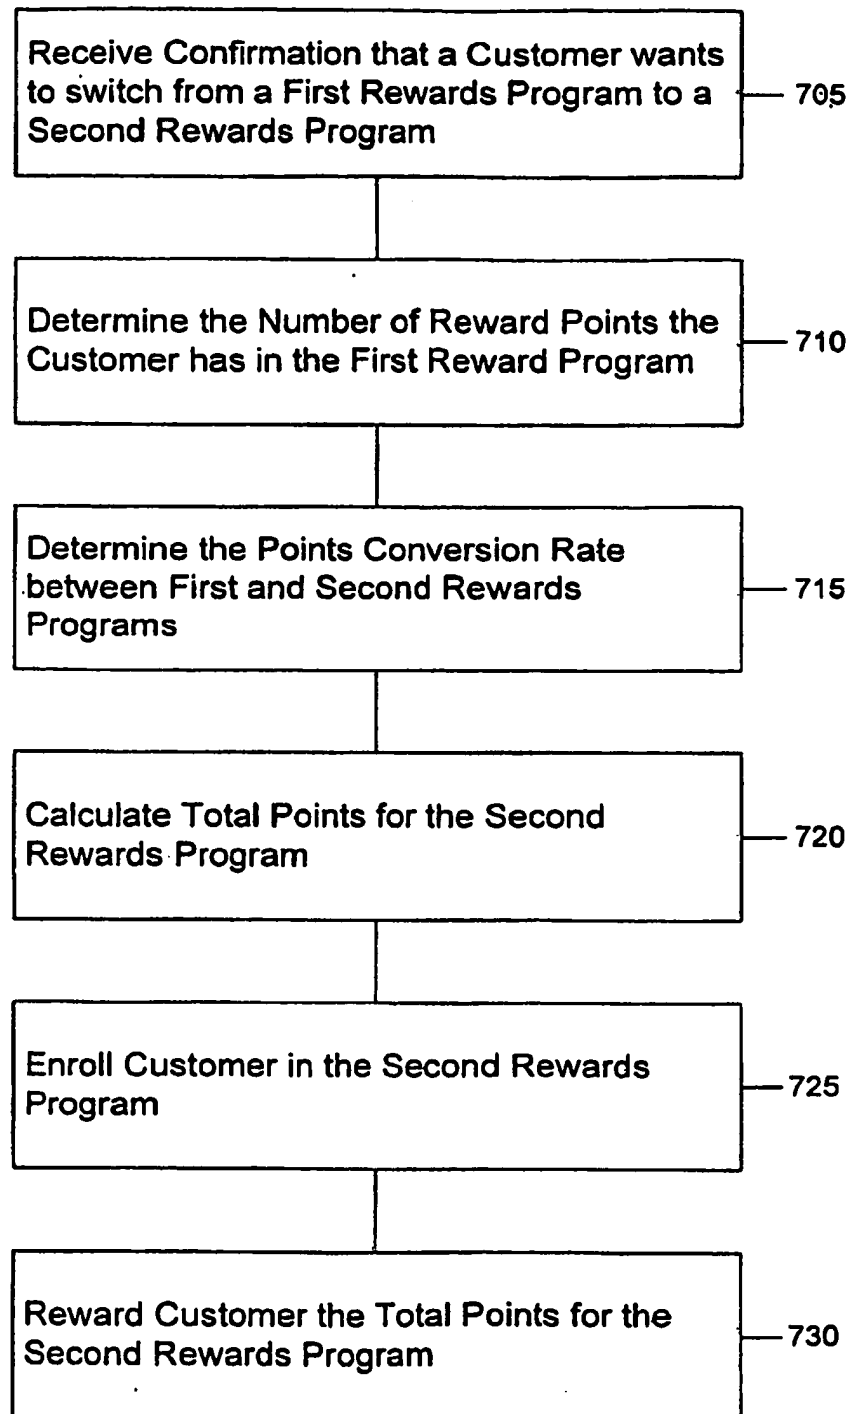 Receive Confirmation that a Customer wants
to switch from a First Rewards Program to a
Second Rewards Program
705
Determine the Number of Reward Points the
Customer has in the First Reward Program
710
Determine the Points Conversion Rate
between First and Second Rewards
Programs
715
Calculate Total Points for the Second
Rewards Program
720
Enroll Customer in the Second Rewards
Program
725
Reward Customer the Total Points for the
Second Rewards Program
730